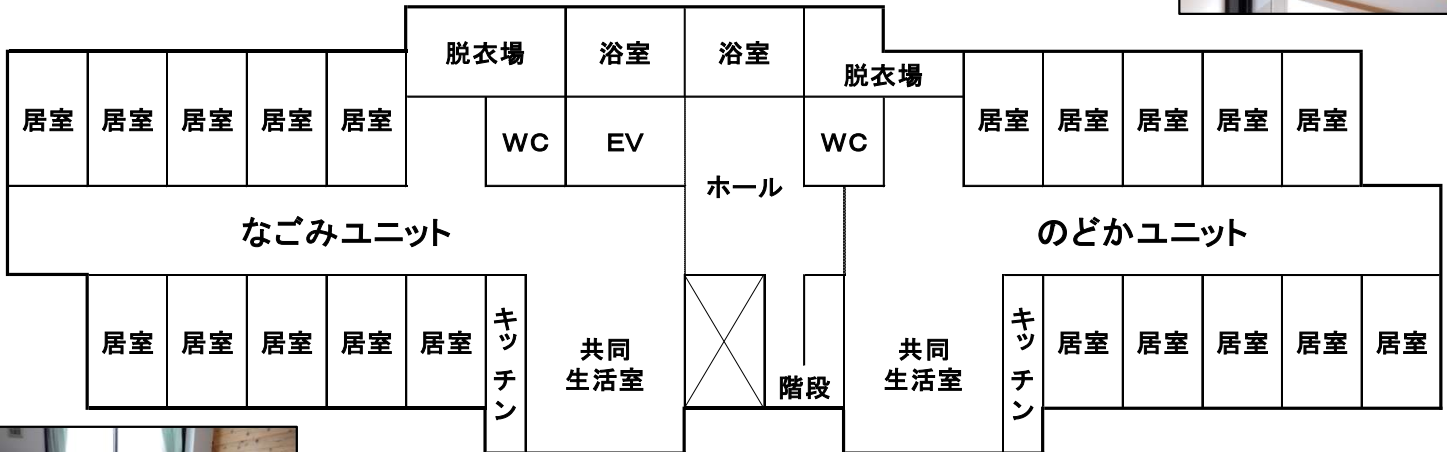 脱衣場 浴室 浴室 脱衣場
居室 居室 居室 居室 居室 WC EV WC 居室 居室 居室 居室 居室
ホール
なごみユニット のどかユニット
居室 居室 居室 居室 居室 キッチン 共同 共同 キッチン 居室 居室 居室 居室 居室
生活室 階段 生活室